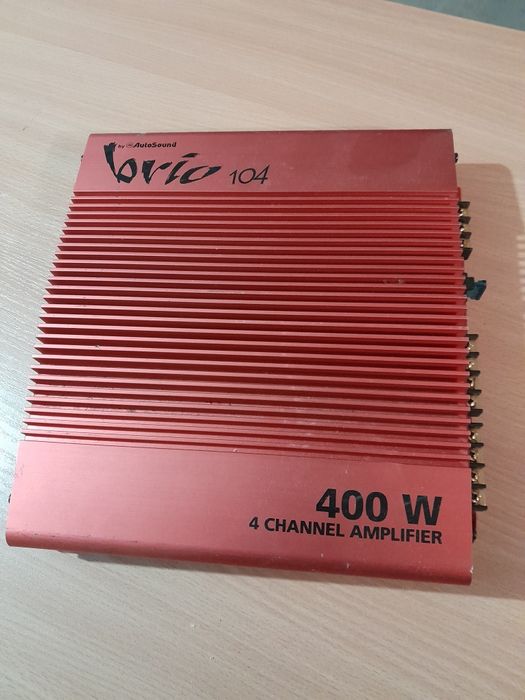 by AutoSound
brio 104
400 W
4 CHANNEL AMPLIFIER